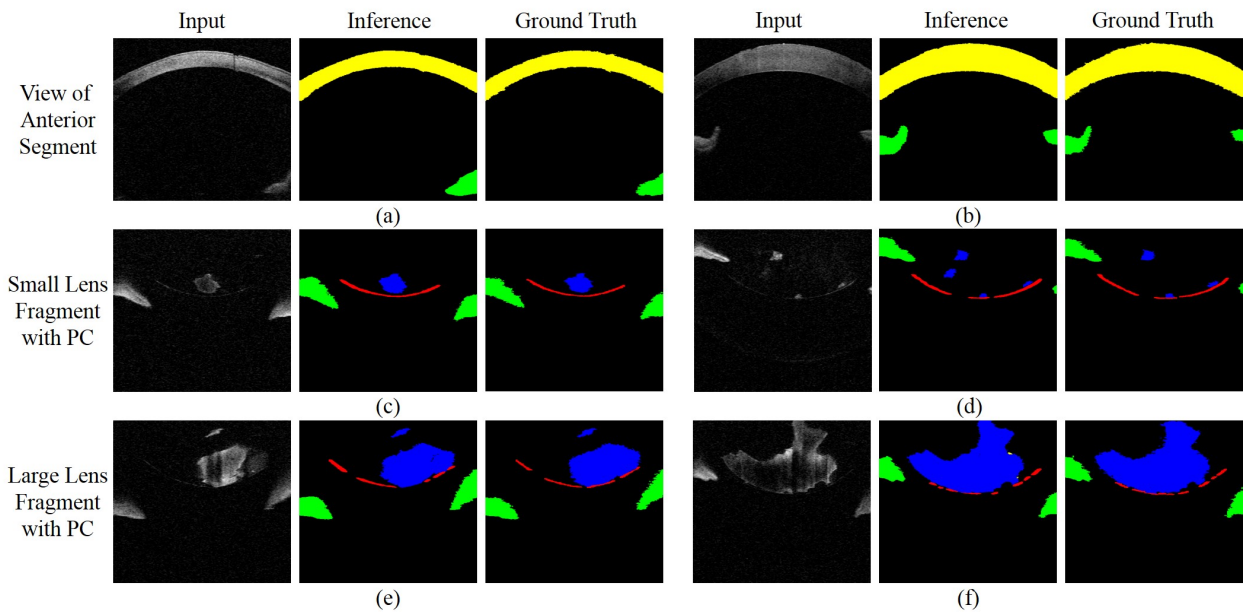 Input Inference Ground Truth Input Inference Ground Truth
View of
Anterior
Segment
(a) (b)
Small Lens
Fragment
with PC
(c) (d)
Large Lens
Fragment
with PC
(e) (f)